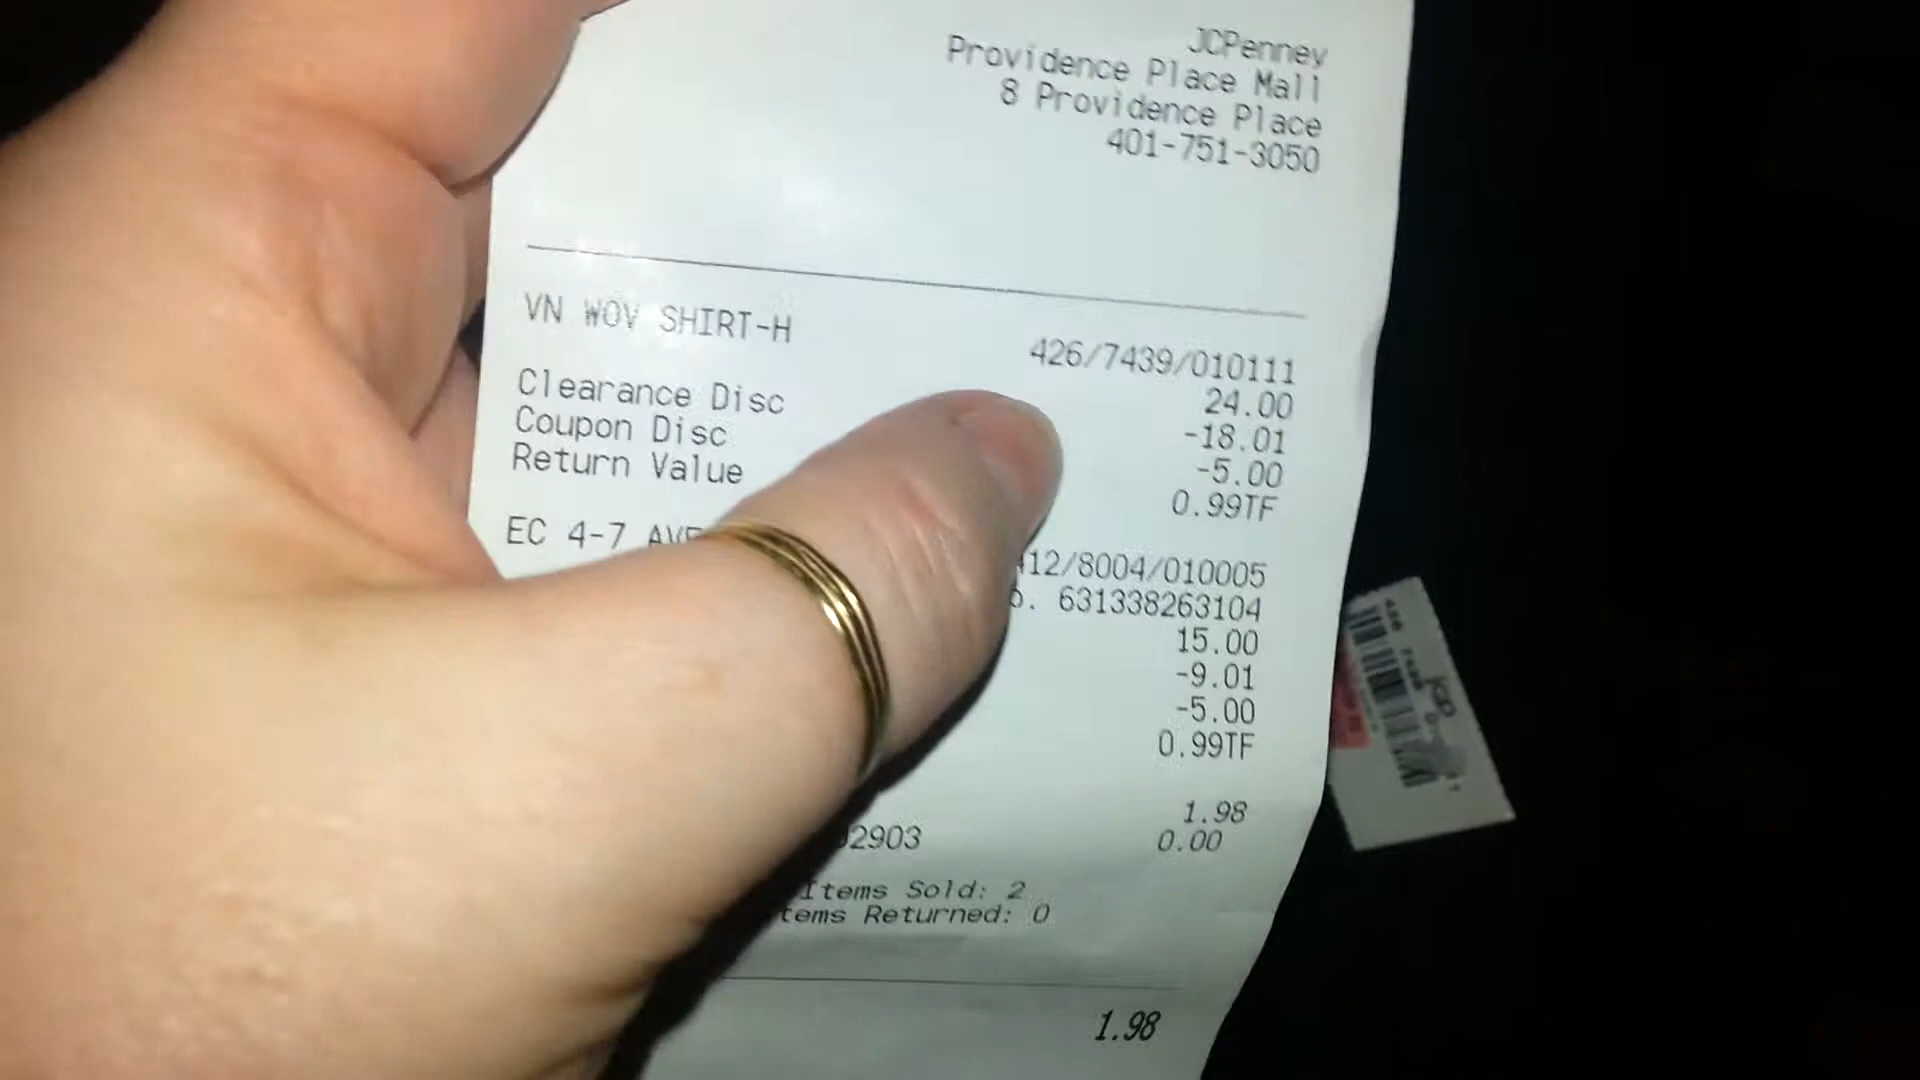 JCPenney
Providence Place Mall
8 Providence Place
401-751-3050
VN WOV SHIRT-H
426/7439/010111
24.00
Clearance Disc -18.01
Coupon Disc -5.00
Return Value 0.99TF
EC 4-7
12/8004/010005
631338263104
15.00
-9.01
-5.00
0.99TF
1.98
2903 0.00
Items Sold: 2
tems Returned: 0
1.98
jcp